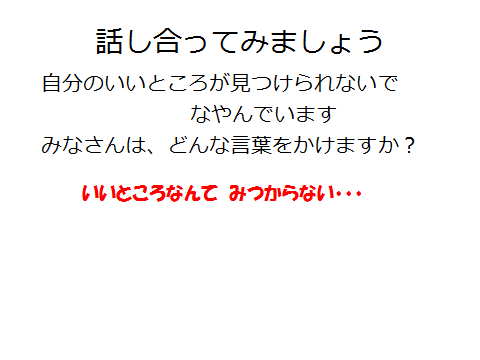 話し合ってみましょう
自分のいいところが見つけられないで
なやんでいます
みなさんは、どんな言葉をかけますか？
いいところなんて みつからない･･･